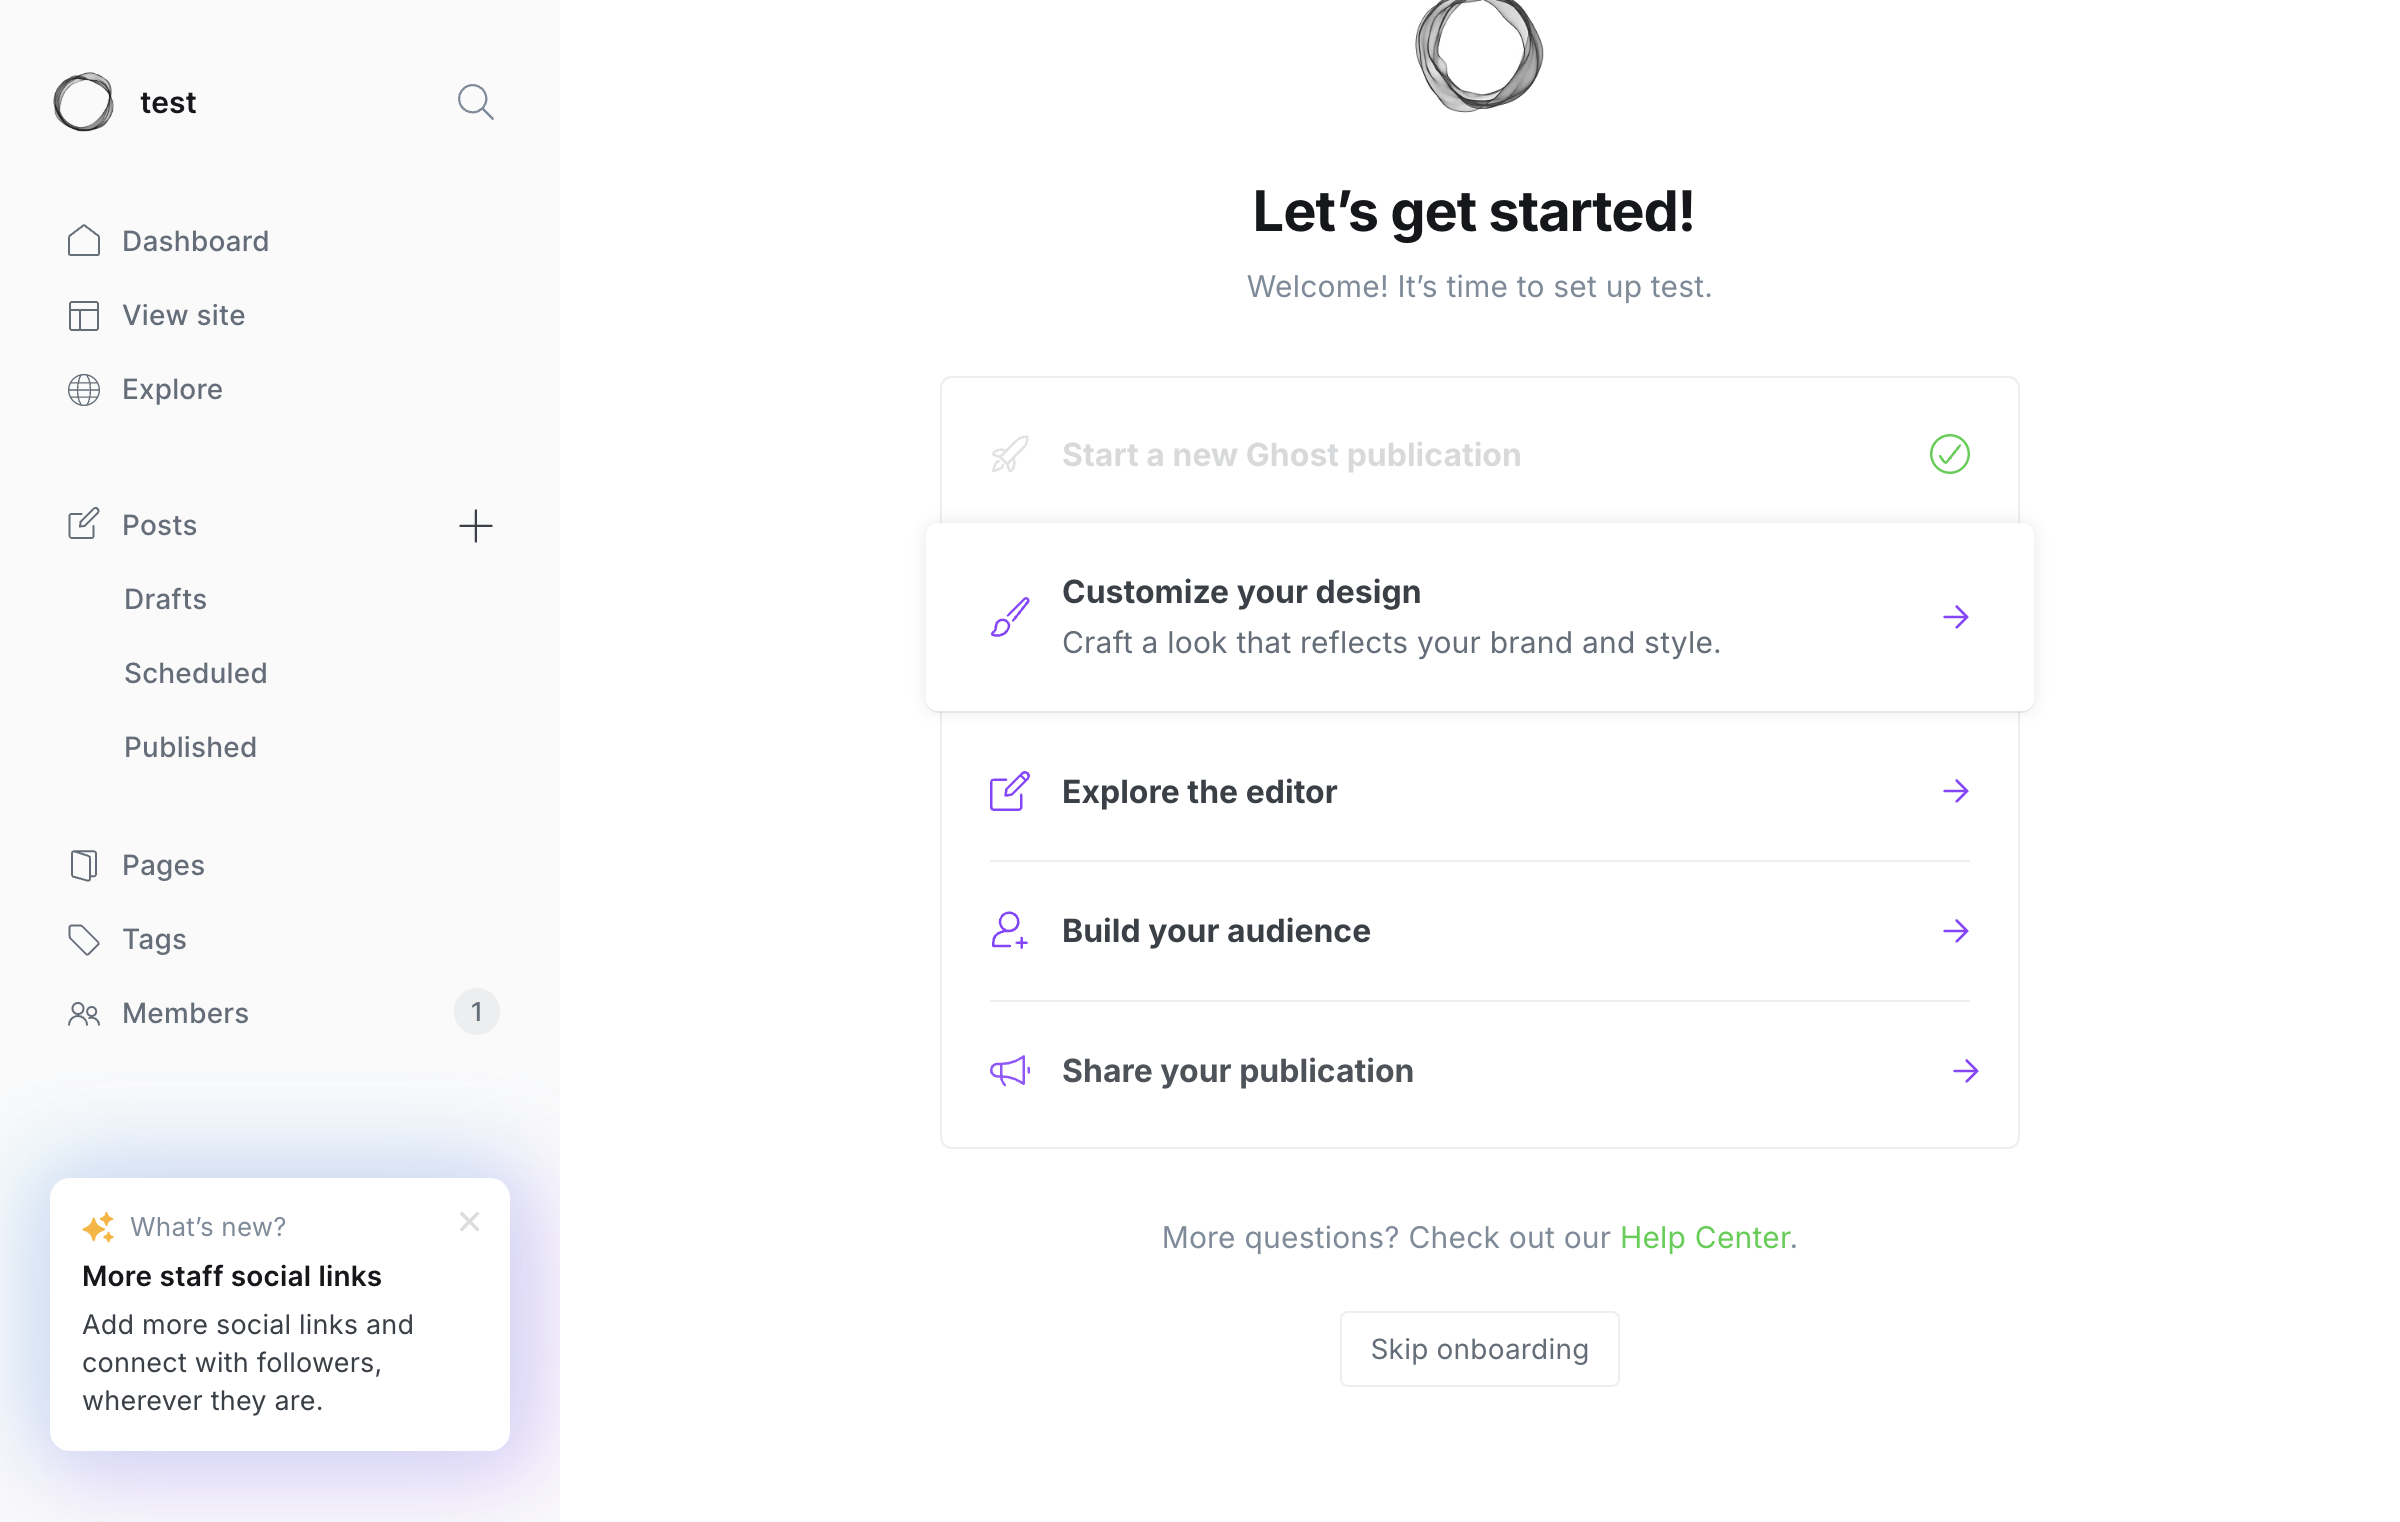 test
Dashboard
View site
Explore
Posts
Drafts
Scheduled
Published
Pages
Tags
Members
1
What’s new?
More staff social links
Add more social links and
connect with followers,
wherever they are.
Let’s get started!
Welcome! It’s time to set up test.
Start a new Ghost publication
Customize your design
Craft a look that reflects your brand and style.
Explore the editor
Build your audience
Share your publication
More questions? Check out our Help Center.
Skip onboarding